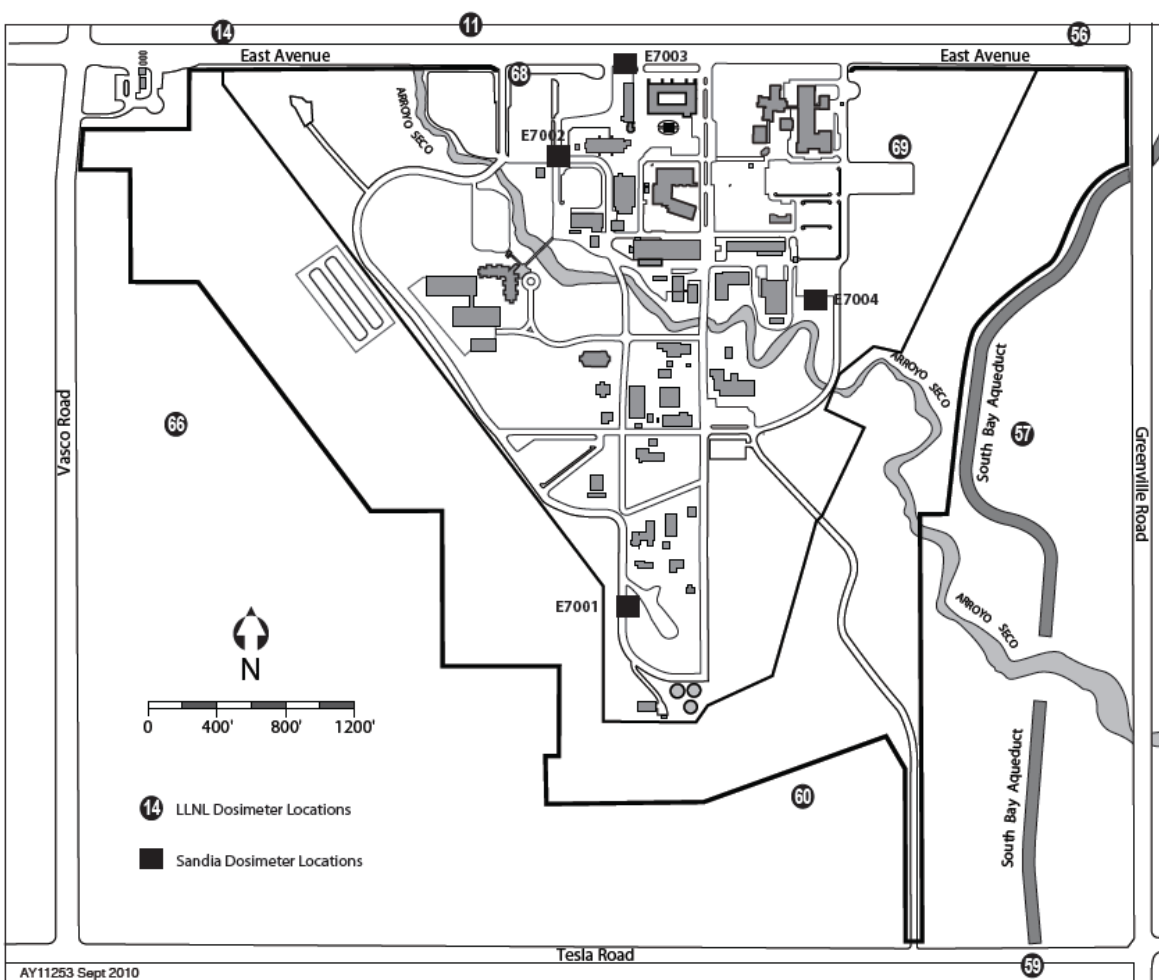 14
11
56
East Avenue
68
E7003
East Avenue
ARROYO SECO
E7002
69
E7004
ARROYO SECO
Vasco Road
66
South Bay Aqueduct
57
Greenville Road
E7001
ARROYO SECO
N
0 400' 800' 1200'
South Bay Aqueduct
60
14 LLNL Dosimeter Locations
Sandia Dosimeter Locations
Tesla Road
59
AY11253 Sept 2010